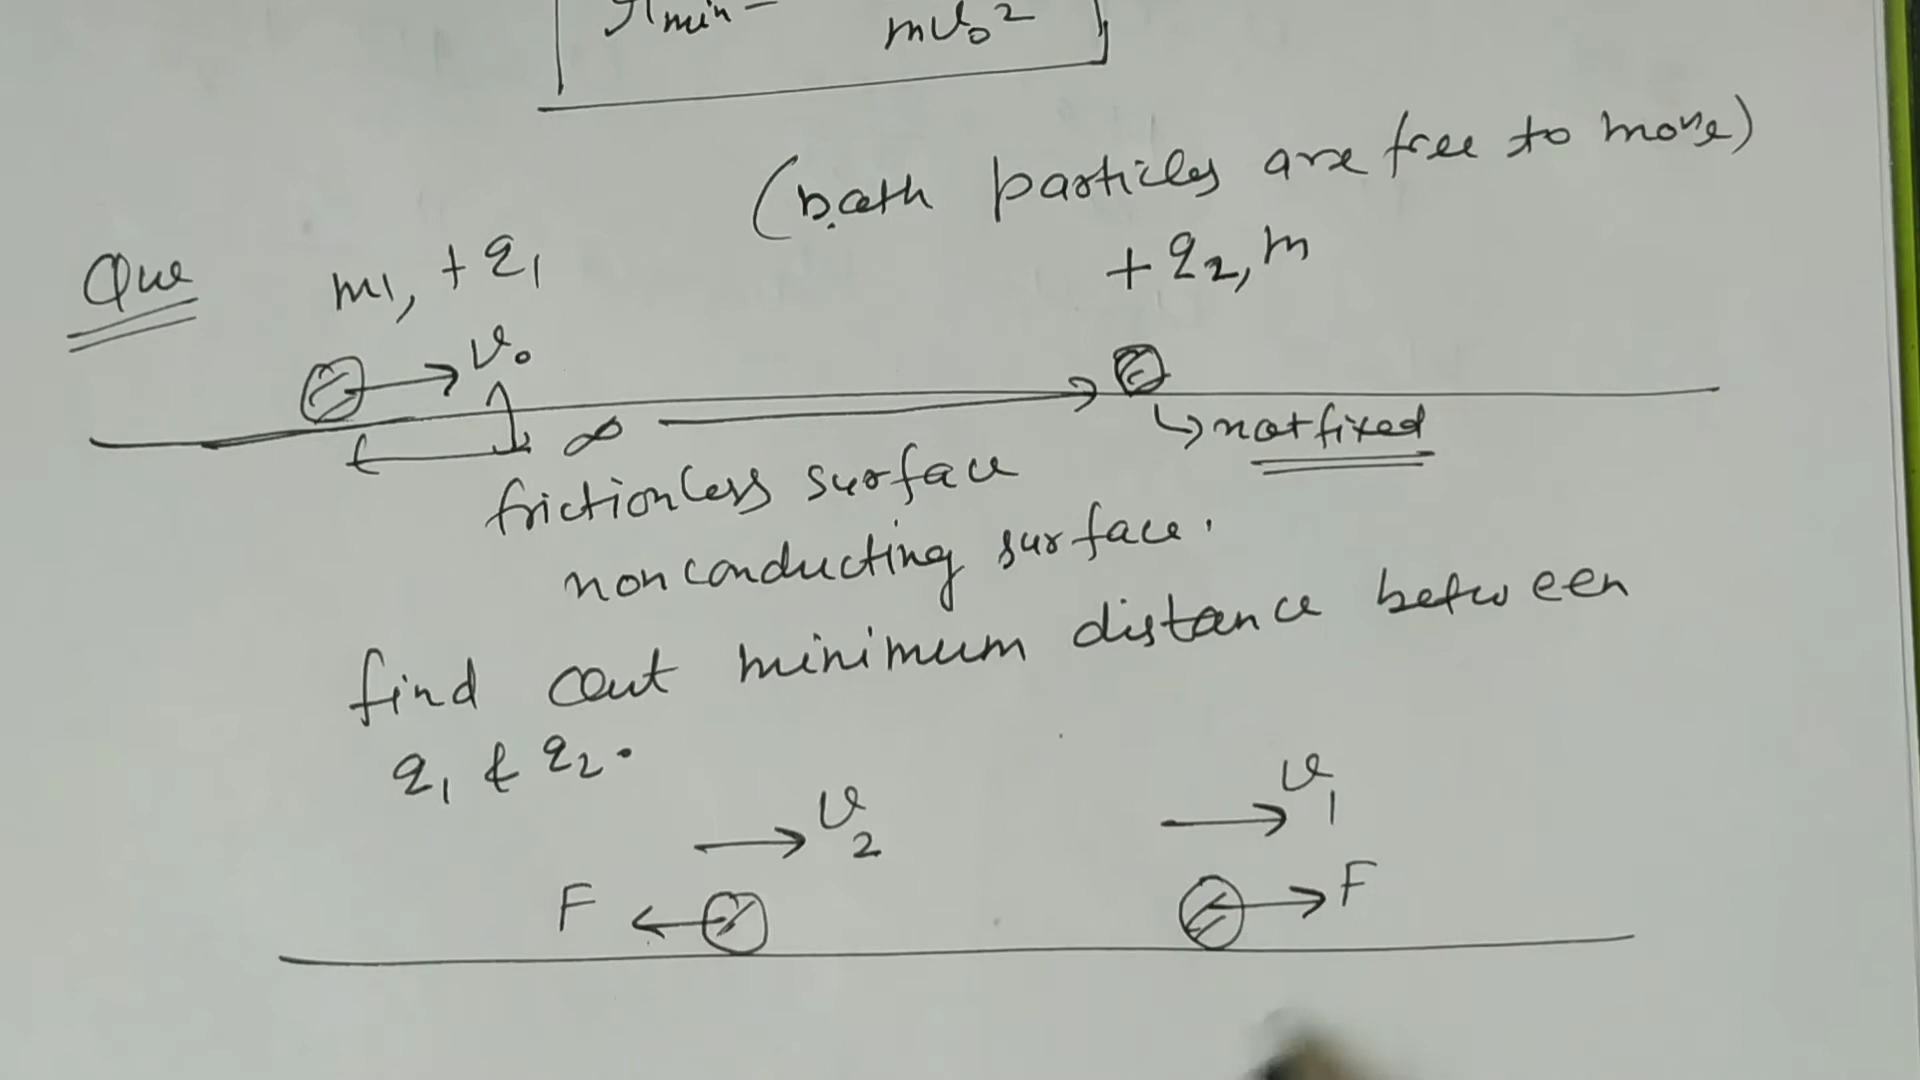 r min = mv₀²
(both particles are free to move)
Que m1, +q₁ +q₂, m
v₀
∞ ↳ not fixed
frictionless surface
nonconducting surface.
find out minimum distance between
q₁ & q₂.
v₂ v₁
F F